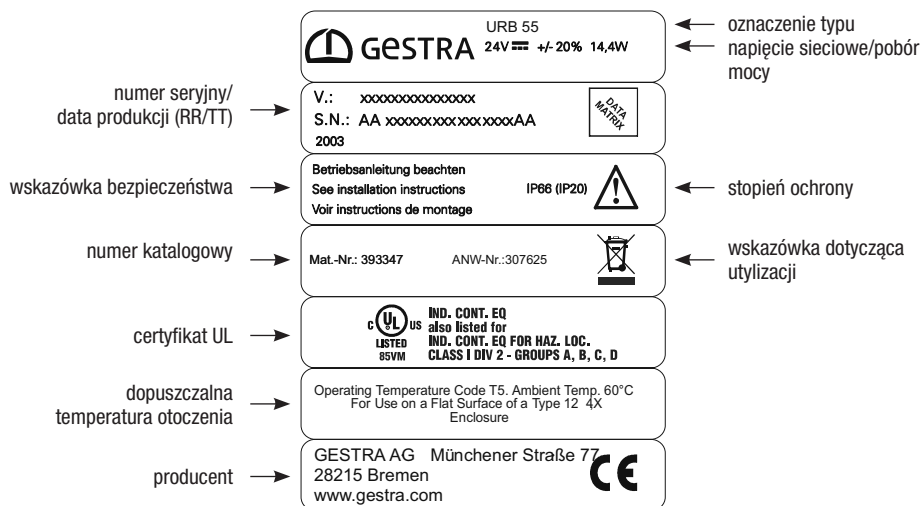 URB 55
GESTRA 24V +/- 20% 14,4W
oznaczenie typu
napięcie sieciowe/pobór
mocy
numer seryjny/
data produkcji (RR/TT)
V.: xxxxxxxxxxxxxxx
S.N.: AA xxxxxxxxxxxxxxxxxAA
2003
DATA
MATRIX
wskazówka bezpieczeństwa
Betriebsanleitung beachten
See installation instructions
Voir instructions de montage
IP66 (IP20)
stopień ochrony
numer katalogowy
Mat.-Nr.: 393347 ANW-Nr.:307625
wskazówka dotycząca
utylizacji
certyfikat UL
C UL US
LISTED
85VM
IND. CONT. EQ
also listed for
IND. CONT. EQ FOR HAZ. LOC.
CLASS I DIV 2 - GROUPS A, B, C, D
dopuszczalna
temperatura otoczenia
Operating Temperature Code T5. Ambient Temp. 60°C
For Use on a Flat Surface of a Type 12 4X
Enclosure
producent
GESTRA AG Münchener Straße 77
28215 Bremen
www.gestra.com
CE